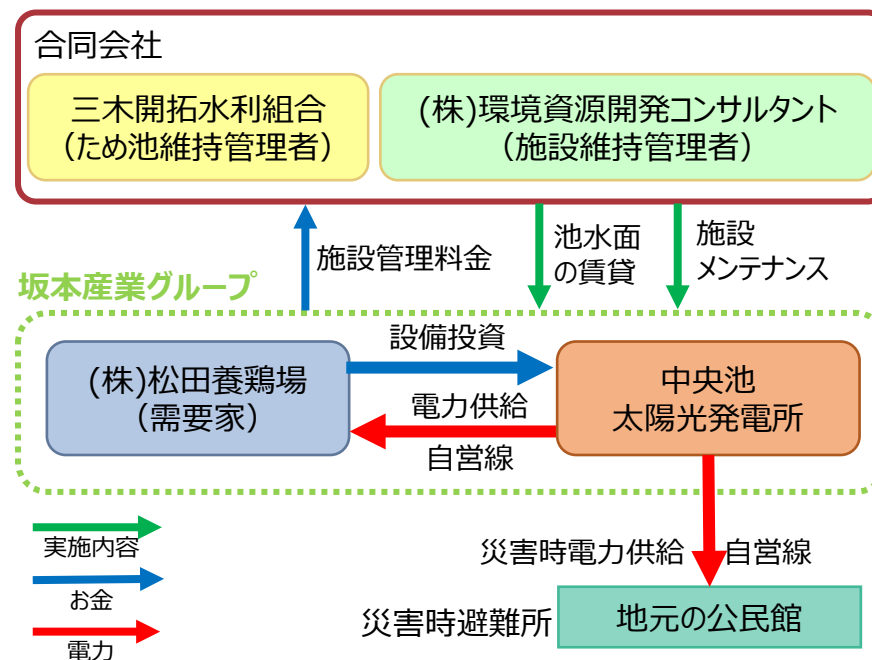 合同会社
三木開拓水利組合
（ため池維持管理者）
(株)環境資源開発コンサルタント
（施設維持管理者）
施設管理料金
池水面
の賃貸
施設
メンテナンス
坂本産業グループ
(株)松田養鶏場
（需要家）
設備投資
電力供給
自営線
中央池
太陽光発電所
実施内容
お金
電力
災害時電力供給
自営線
災害時避難所
地元の公民館